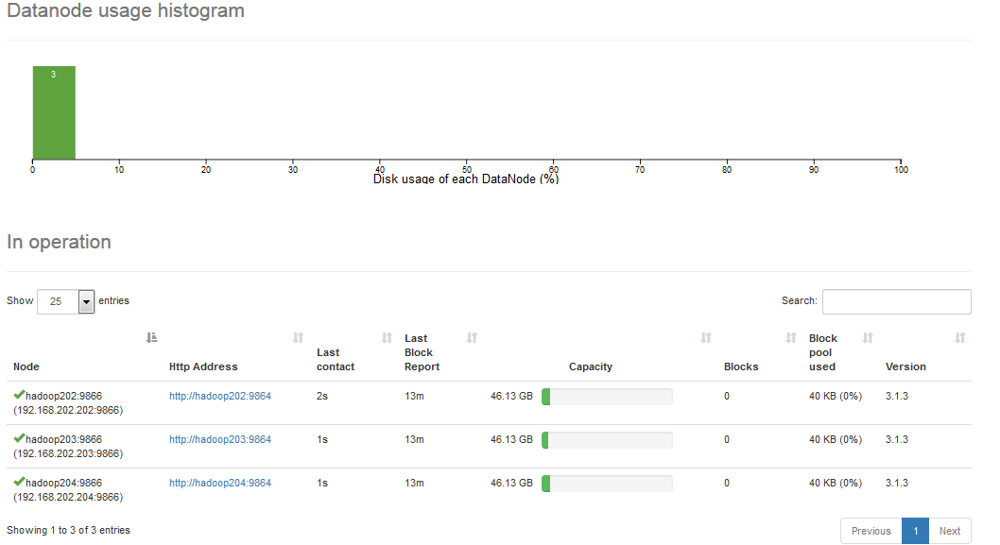 Datanode usage histogram
3
0 10 20 30 40 50 60 70 80 90 100
Disk usage of each DataNode (%)
In operation
Show 25 entries
Search:
Node Http Address Last contact Last Block Report Capacity Blocks Block pool used Version
hadoop202:9866 http://hadoop202:9864 2s 13m 46.13 GB 0 40 KB (0%) 3.1.3
(192.168.202.202:9866)
hadoop203:9866 http://hadoop203:9864 1s 13m 46.13 GB 0 40 KB (0%) 3.1.3
(192.168.202.203:9866)
hadoop204:9866 http://hadoop204:9864 1s 13m 46.13 GB 0 40 KB (0%) 3.1.3
(192.168.202.204:9866)
Showing 1 to 3 of 3 entries
Previous 1 Next